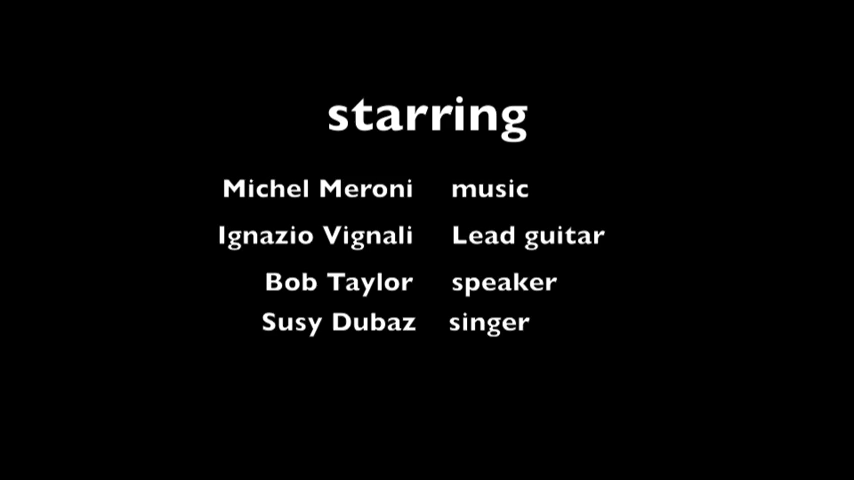 starring
Michel Meroni music
Ignazio Vignali Lead guitar
Bob Taylor speaker
Susy Dubaz singer